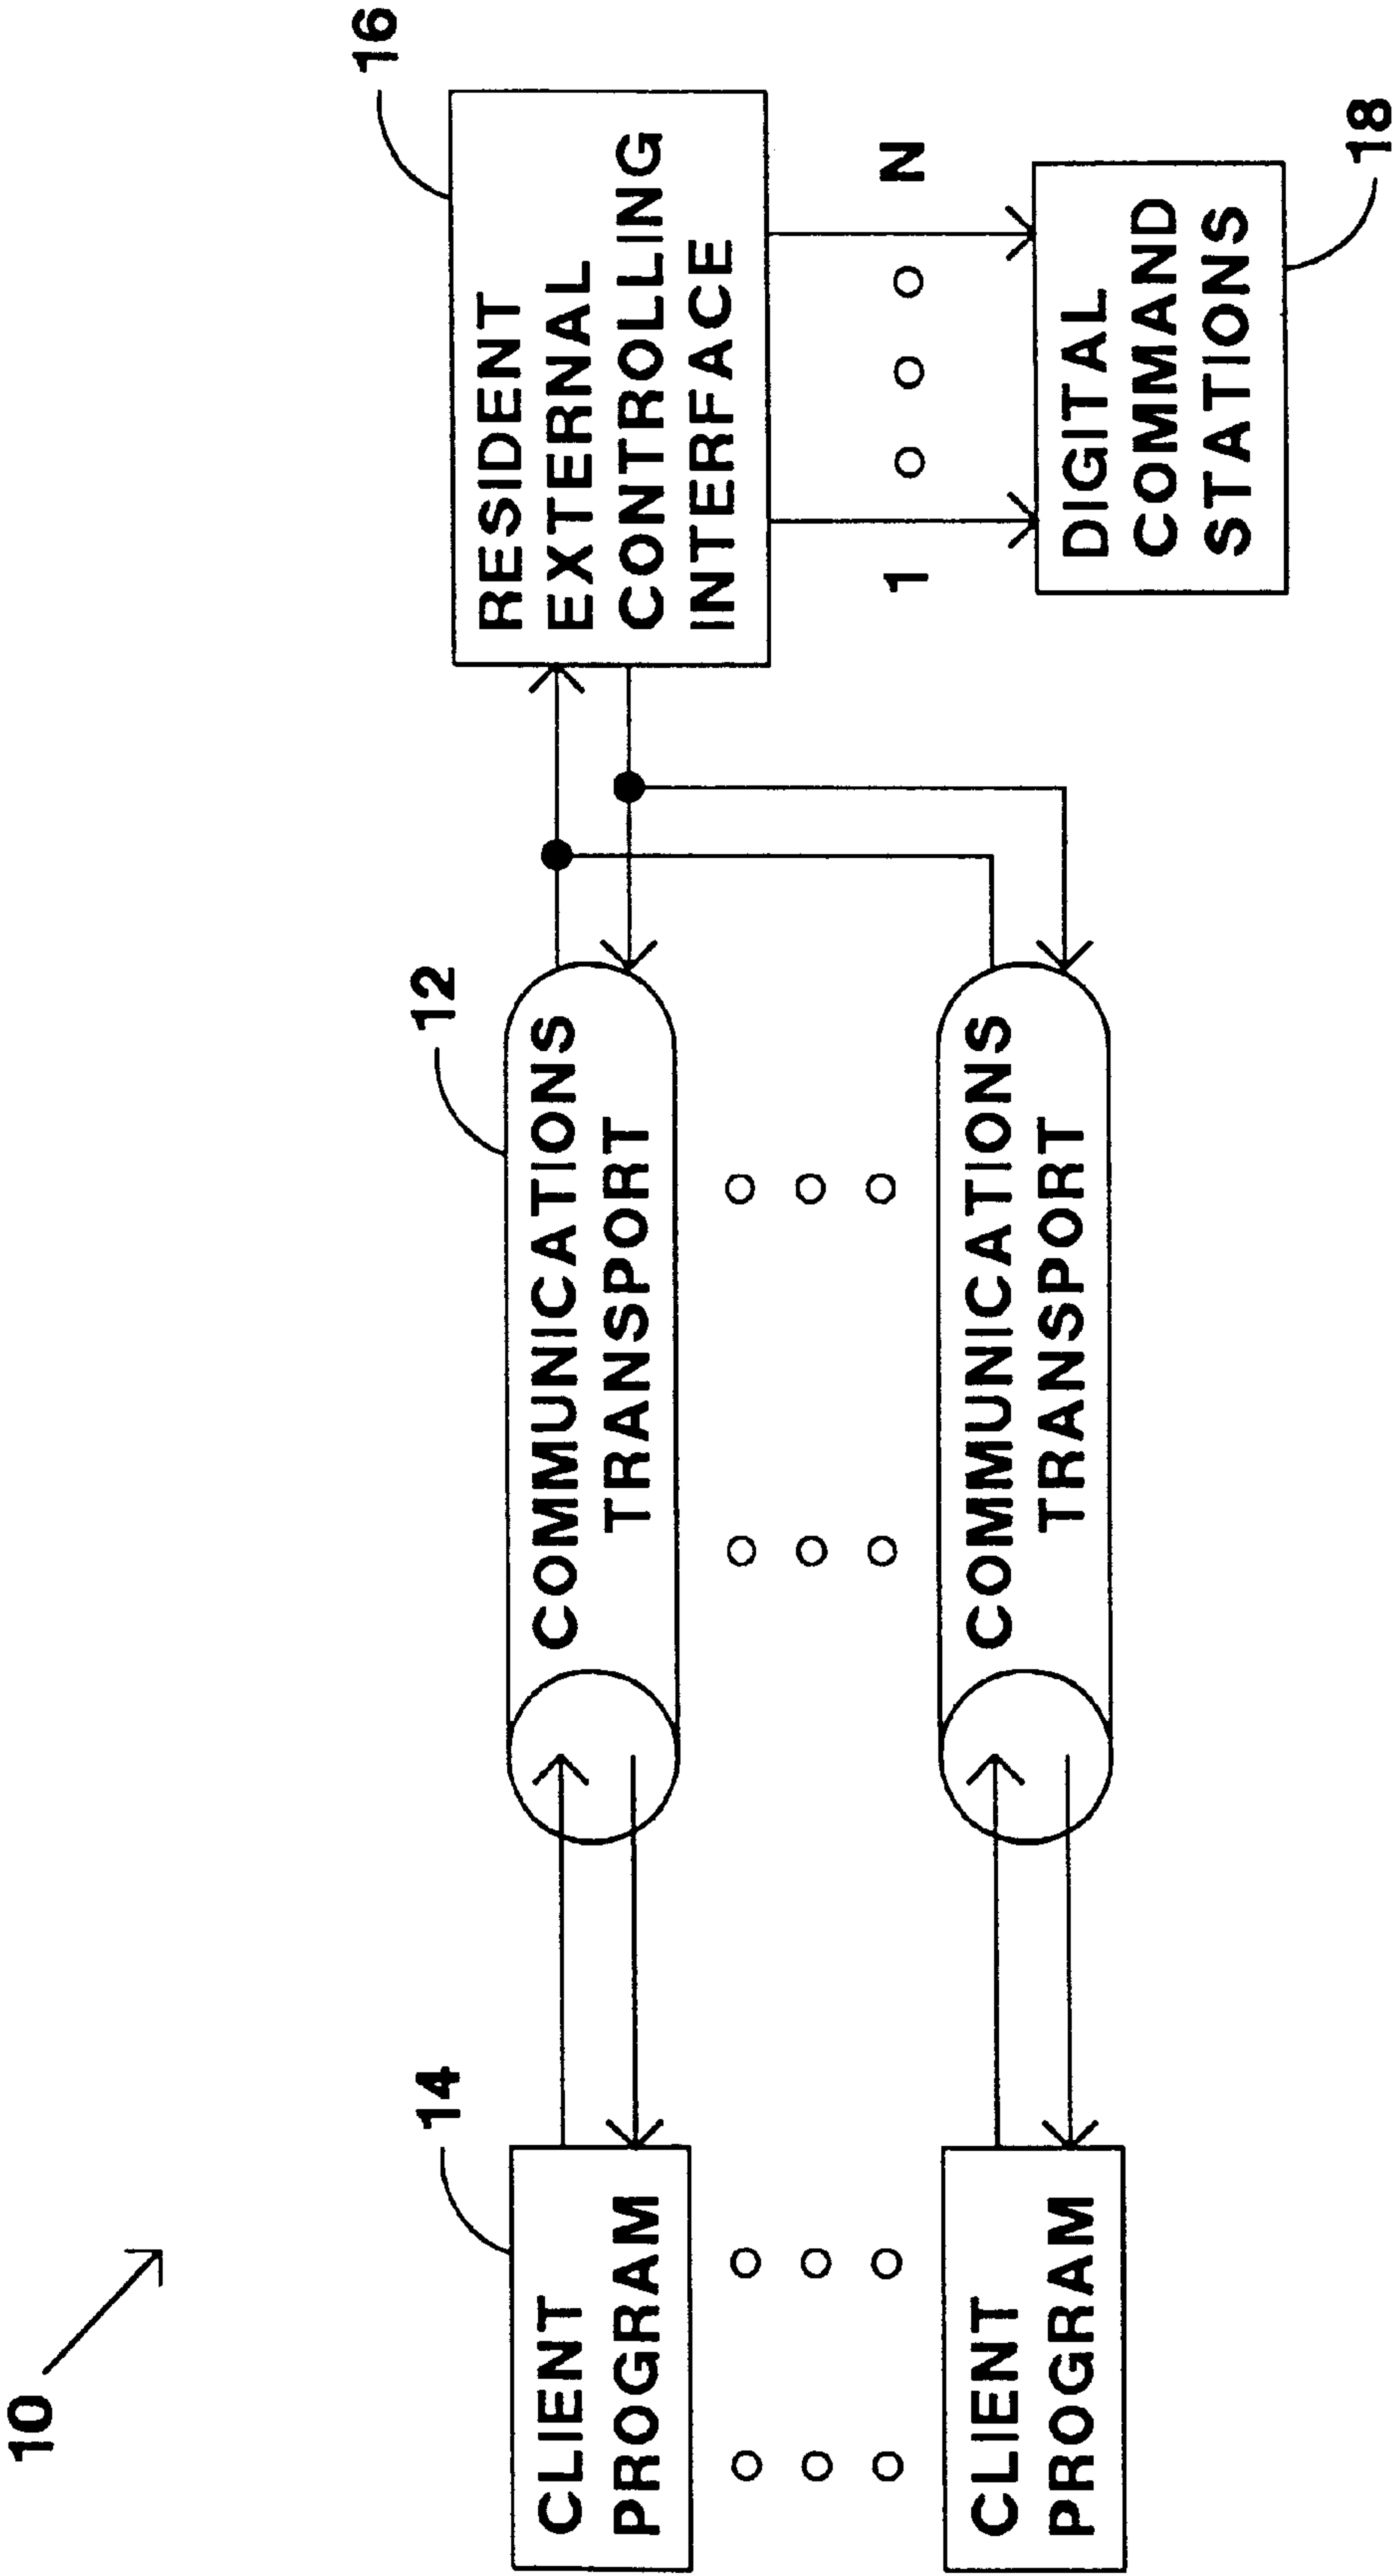 10
14
CLIENT
PROGRAM
12
COMMUNICATIONS
TRANSPORT
16
RESIDENT
EXTERNAL
CONTROLLING
INTERFACE
CLIENT
PROGRAM
COMMUNICATIONS
TRANSPORT
1
N
DIGITAL
COMMAND
STATIONS
18